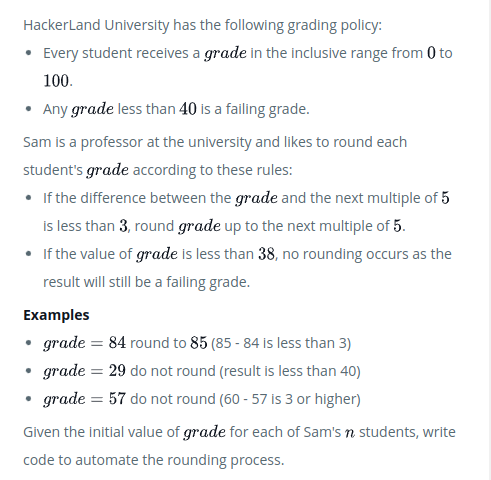 HackerLand University has the following grading policy:
• Every student receives a grade in the inclusive range from 0 to
100.
• Any grade less than 40 is a failing grade.
Sam is a professor at the university and likes to round each
student's grade according to these rules:
• If the difference between the grade and the next multiple of 5
is less than 3, round grade up to the next multiple of 5.
• If the value of grade is less than 38, no rounding occurs as the
result will still be a failing grade.
Examples
• grade = 84 round to 85 (85 - 84 is less than 3)
• grade = 29 do not round (result is less than 40)
• grade = 57 do not round (60 - 57 is 3 or higher)
Given the initial value of grade for each of Sam's n students, write
code to automate the rounding process.